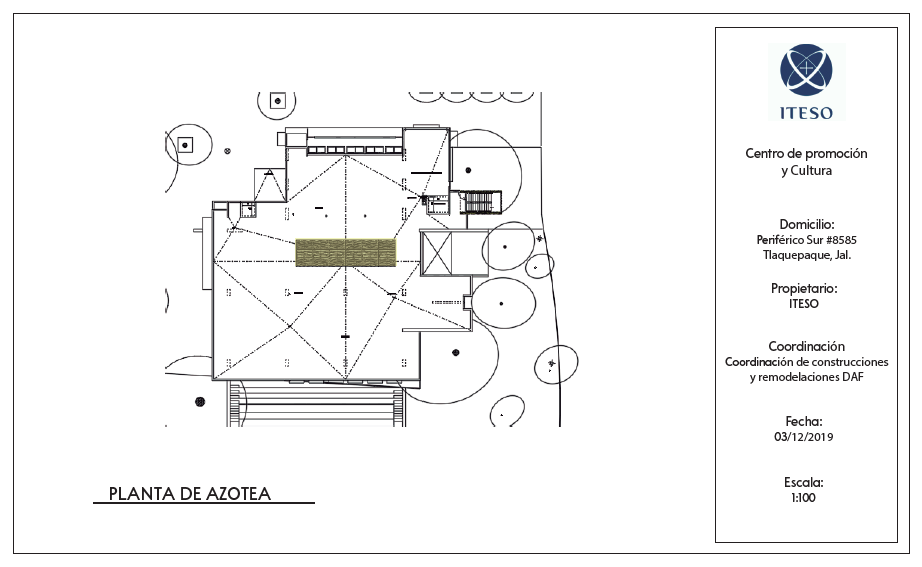 ITESO
Centro de promoción
y Cultura
Domicilio:
Periférico Sur #8585
Tlaquepaque, Jal.
Propietario:
ITESO
Coordinación
Coordinación de construcciones
y remodelaciones DAF
Fecha:
03/12/2019
Escala:
1:100
PLANTA DE AZOTEA